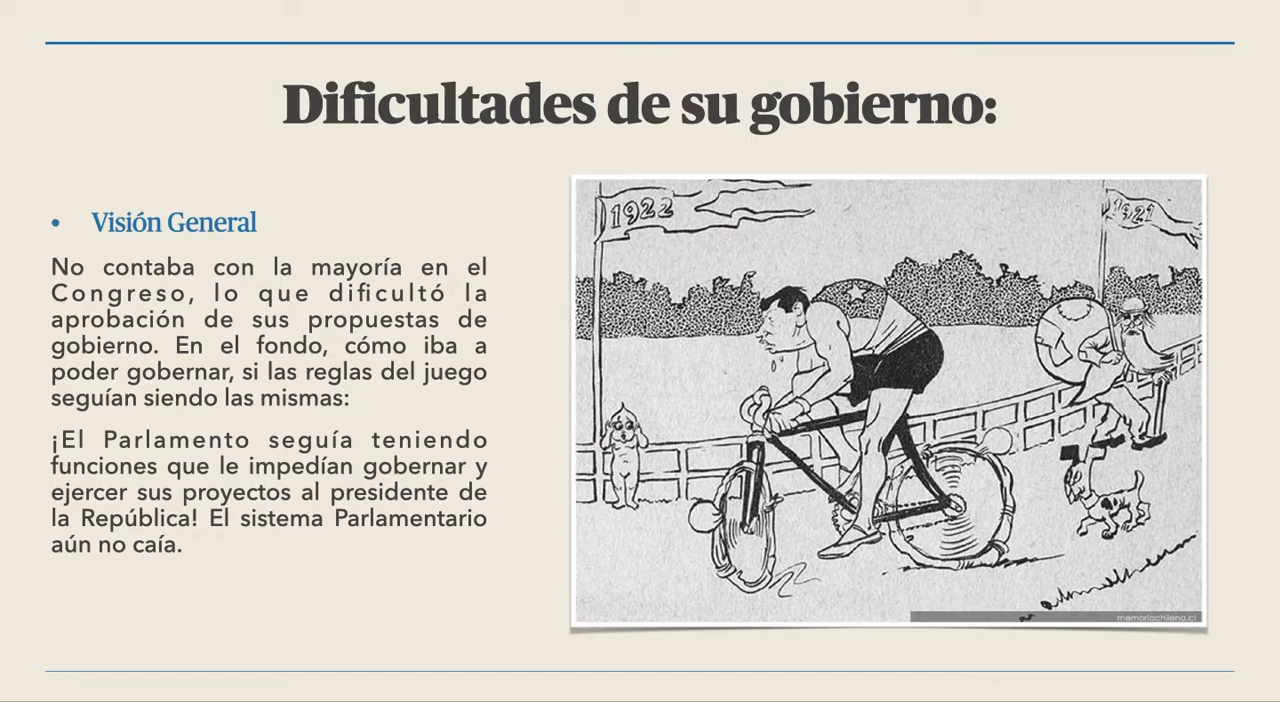 Dificultades de su gobierno:
• Visión General
No contaba con la mayoría en el
Congreso, lo que dificultó la
aprobación de sus propuestas de
gobierno. En el fondo, cómo iba a
poder gobernar, si las reglas del juego
seguían siendo las mismas:
¡El Parlamento seguía teniendo
funciones que le impedían gobernar y
ejercer sus proyectos al presidente de
la República! El sistema Parlamentario
aún no caía.
1922
1921
memoriachilena.cl